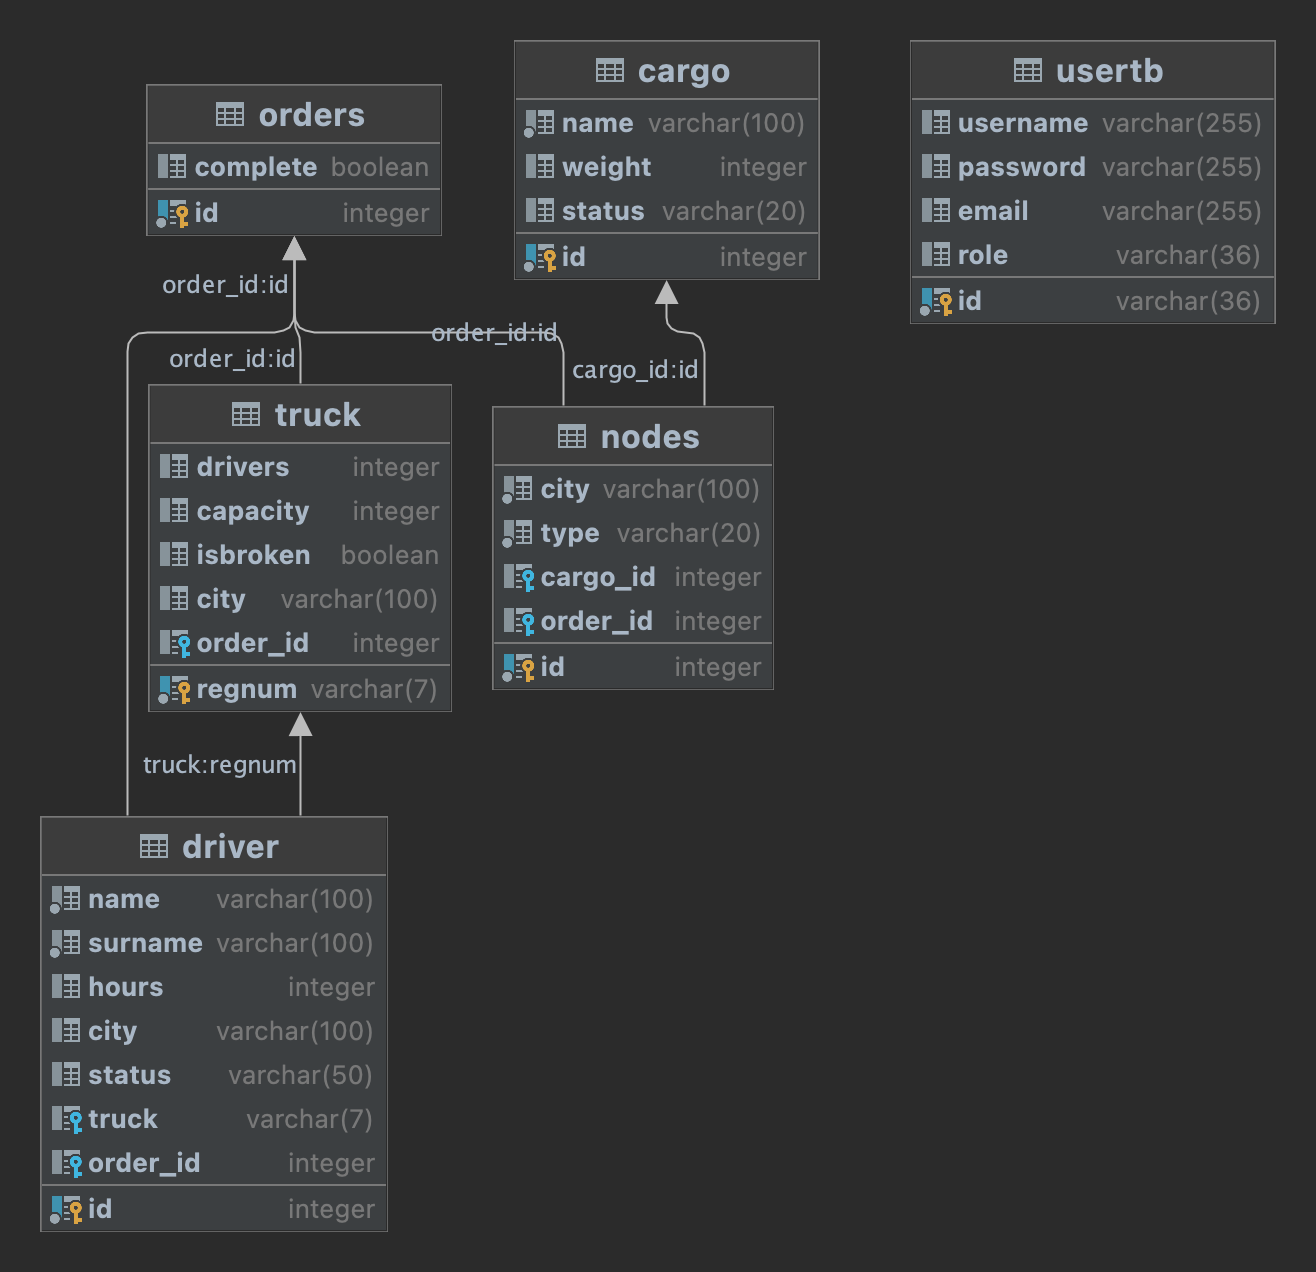 orders
complete boolean
id integer
cargo
name varchar(100)
weight integer
status varchar(20)
id integer
usertb
username varchar(255)
password varchar(255)
email varchar(255)
role varchar(36)
id varchar(36)
order_id:id
order_id:id
order_id:id
cargo_id:id
truck
drivers integer
capacity integer
isbroken boolean
city varchar(100)
order_id integer
regnum varchar(7)
nodes
city varchar(100)
type varchar(20)
cargo_id integer
order_id integer
id integer
truck:regnum
driver
name varchar(100)
surname varchar(100)
hours integer
city varchar(100)
status varchar(50)
truck varchar(7)
order_id integer
id integer